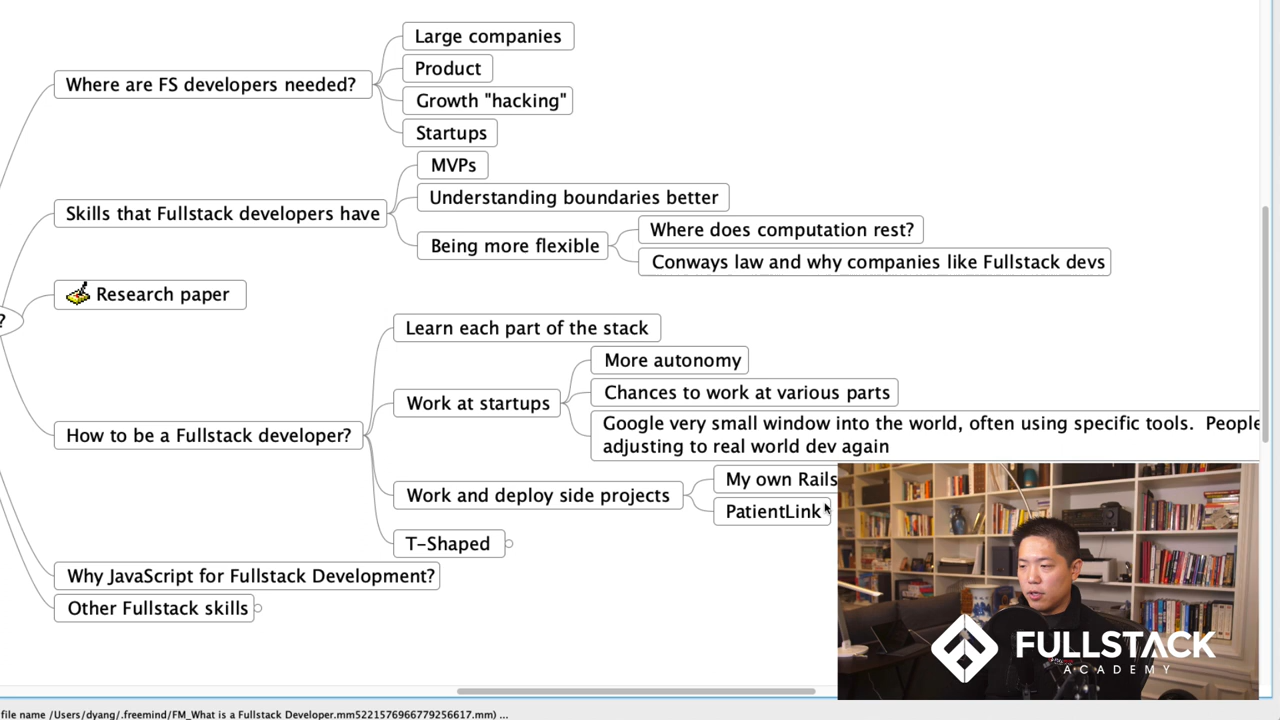 Where are FS developers needed?
Large companies
Product
Growth "hacking"
Startups
Skills that Fullstack developers have
MVPs
Understanding boundaries better
Being more flexible
Where does computation rest?
Conways law and why companies like Fullstack devs
?
Research paper
How to be a Fullstack developer?
Learn each part of the stack
Work at startups
More autonomy
Chances to work at various parts
Google very small window into the world, often using specific tools. People
adjusting to real world dev again
Work and deploy side projects
My own Rails
PatientLink
T-Shaped
Why JavaScript for Fullstack Development?
Other Fullstack skills
FULLSTACK
ACADEMY
file name /Users/dyang/.freemind/FM_What is a Fullstack Developer.mm5221576966779256617.mm) ...